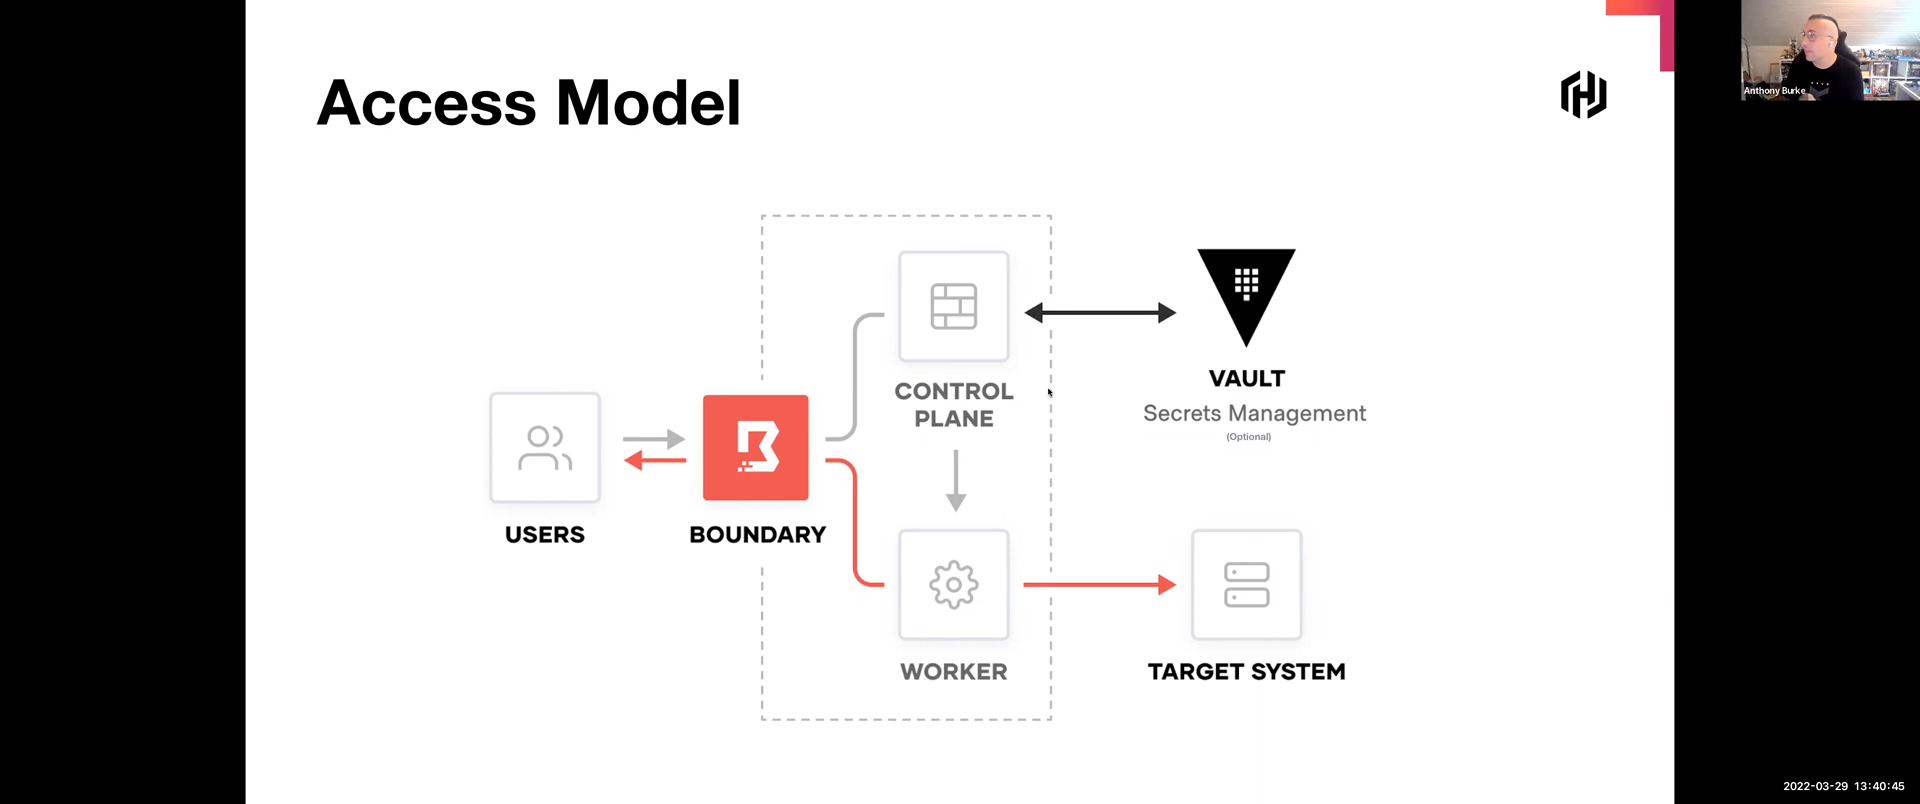 Access Model
Anthony Burke
CONTROL
PLANE
VAULT
Secrets Management
(Optional)
USERS
BOUNDARY
WORKER
TARGET SYSTEM
2022-03-29 13:40:45